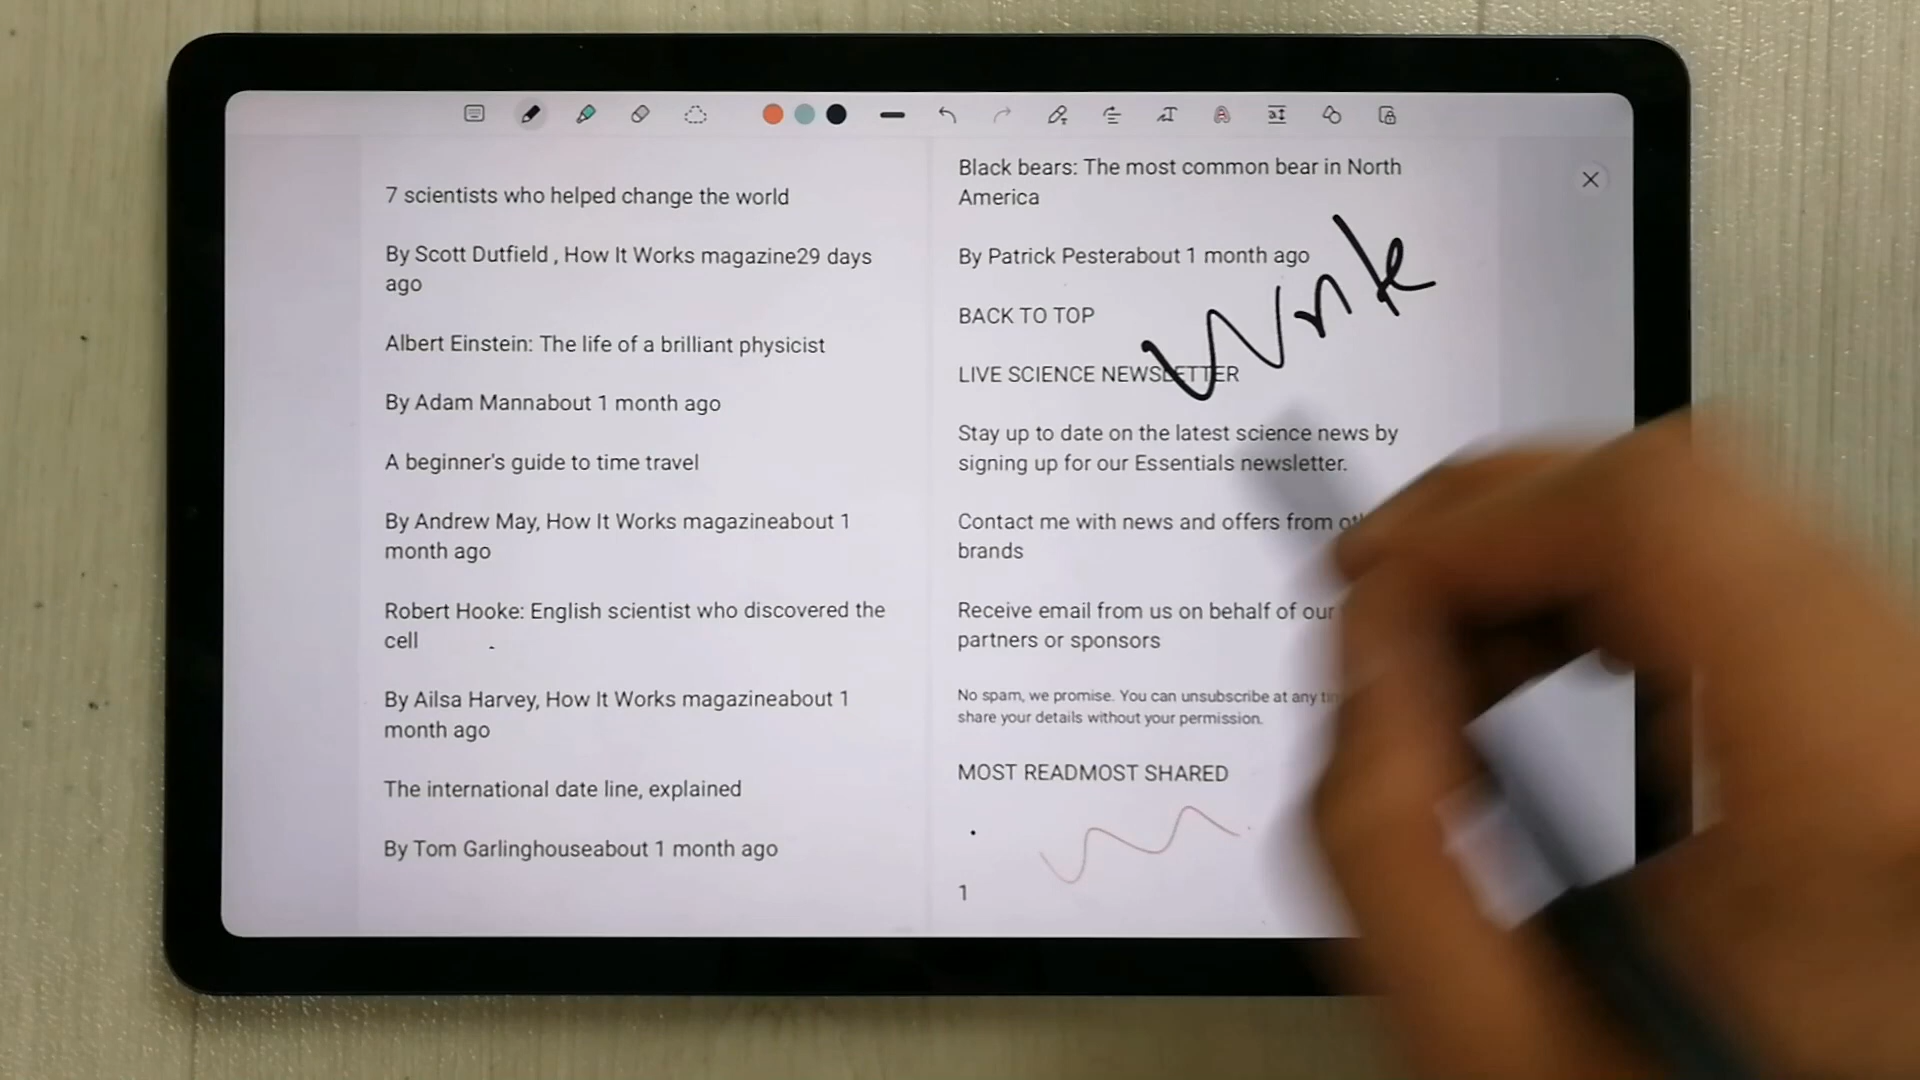 7 scientists who helped change the world
By Scott Dutfield , How It Works magazine29 days
ago
Albert Einstein: The life of a brilliant physicist
By Adam Mannabout 1 month ago
A beginner's guide to time travel
By Andrew May, How It Works magazineabout 1
month ago
Robert Hooke: English scientist who discovered the
cell
By Ailsa Harvey, How It Works magazineabout 1
month ago
The international date line, explained
By Tom Garlinghouseabout 1 month ago
Black bears: The most common bear in North
America
By Patrick Pesterabout 1 month ago
Write
BACK TO TOP
LIVE SCIENCE NEWSLETTER
Stay up to date on the latest science news by
signing up for our Essentials newsletter.
Contact me with news and offers from
brands
Receive email from us on behalf of our
partners or sponsors
No spam, we promise. You can unsubscribe at any
share your details without your permission.
MOST READMOST SHARED
1